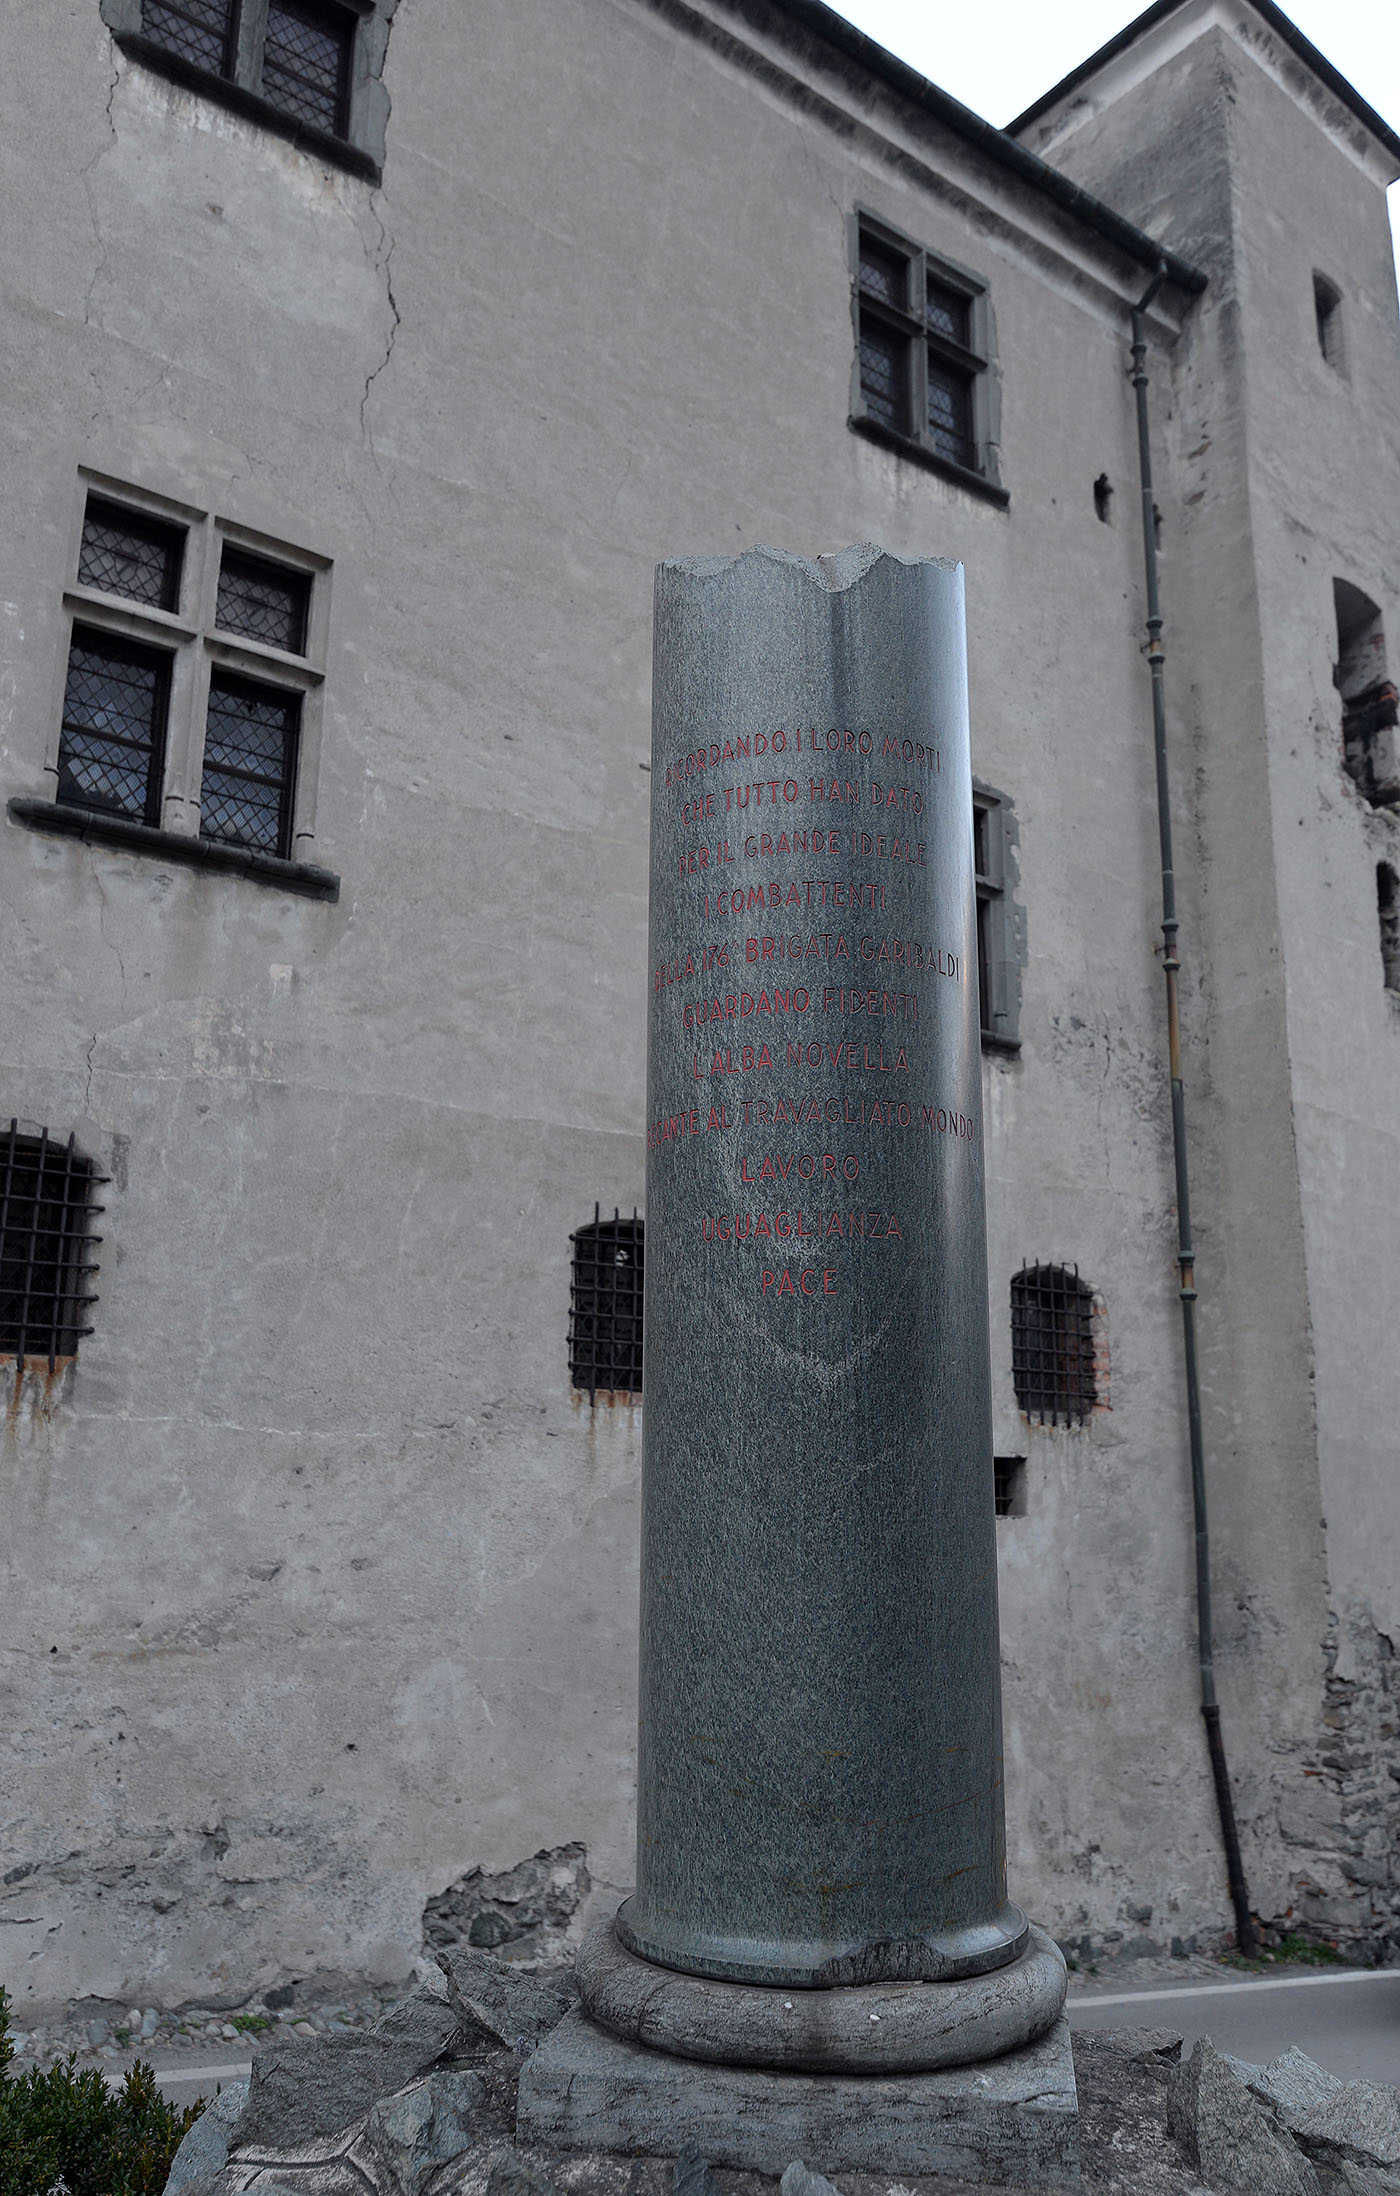 RICORDANDO I LORO MORTI
CHE TUTTO HAN DATO
PER IL GRANDE IDEALE
I COMBATTENTI
DELLA 176ª BRIGATA GARIBALDI
GUARDANO FIDENTI
L'ALBA NOVELLA
RECANTE AL TRAVAGLIATO MONDO
LAVORO
UGUAGLIANZA
PACE